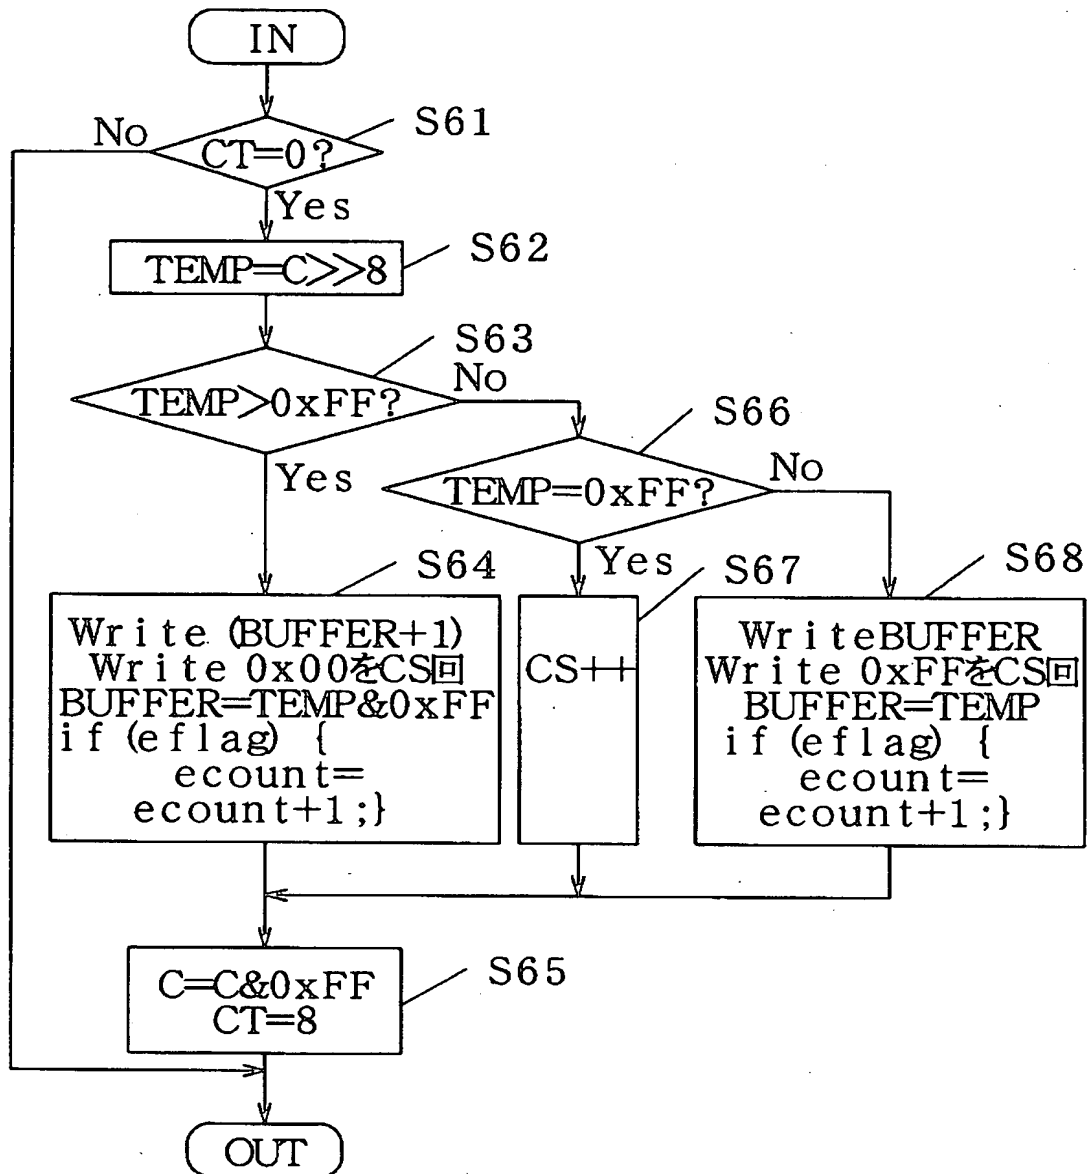 IN
S61
No
CT=0?
Yes
S62
TEMP=C>>8
S63
No
TEMP>0xFF?
S66
Yes
No
TEMP=0xFF?
Yes
S64
S67
S68
Write (BUFFER+1)
Write 0x00をCS回
BUFFER=TEMP&0xFF
if (eflag) {
ecount=
ecount+1;}
CS++
WriteBUFFER
Write 0xFFをCS回
BUFFER=TEMP
if (eflag) {
ecount=
ecount+1;}
S65
C=C&0xFF
CT=8
OUT